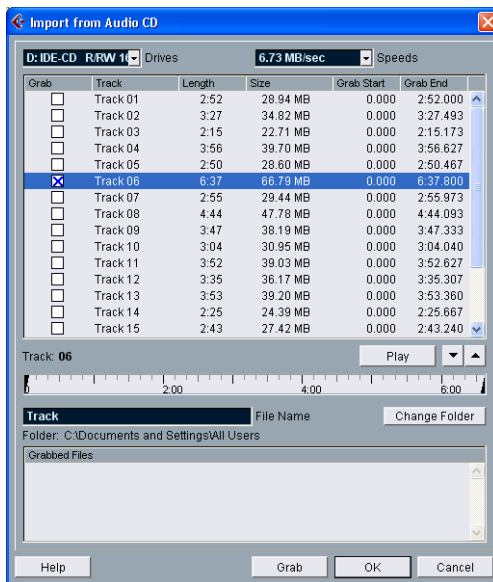 Import from Audio CD
D: IDE-CD R/RW 16 Drives 6.73 MB/sec Speeds
Grab Track Length Size Grab Start Grab End
Track 01 2:52 28.94 MB 0.000 2:52.000
Track 02 3:27 34.82 MB 0.000 3:27.493
Track 03 2:15 22.71 MB 0.000 2:15.173
Track 04 3:56 39.70 MB 0.000 3:56.627
Track 05 2:50 28.60 MB 0.000 2:50.467
Track 06 6:37 66.79 MB 0.000 6:37.800
Track 07 2:55 29.44 MB 0.000 2:55.973
Track 08 4:44 47.78 MB 0.000 4:44.093
Track 09 3:47 38.19 MB 0.000 3:47.333
Track 10 3:04 30.95 MB 0.000 3:04.040
Track 11 3:52 39.03 MB 0.000 3:52.627
Track 12 3:35 36.17 MB 0.000 3:35.307
Track 13 3:53 39.20 MB 0.000 3:53.360
Track 14 2:25 24.39 MB 0.000 2:25.667
Track 15 2:43 27.42 MB 0.000 2:43.240
Track: 06 Play
0 2:00 4:00 6:00
Track File Name Change Folder
Folder: C:\Documents and Settings\All Users
Grabbed Files
Help Grab OK Cancel